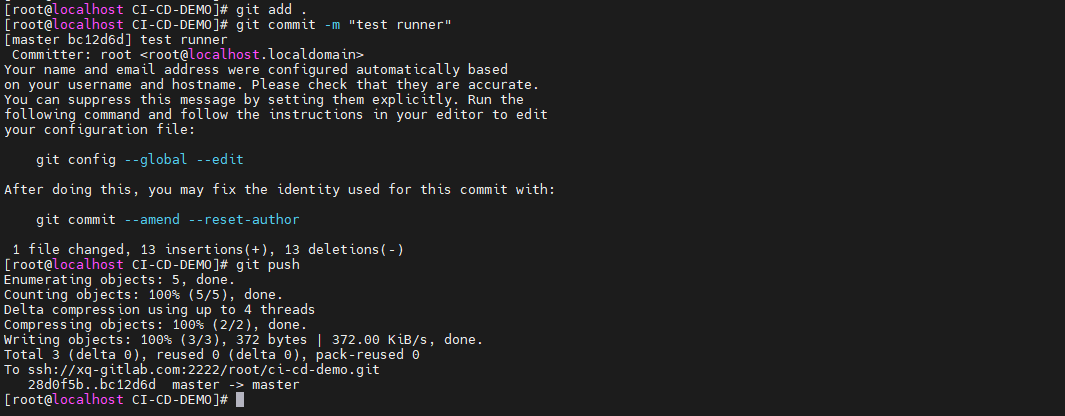 [root@localhost CI-CD-DEMO]# git add .
[root@localhost CI-CD-DEMO]# git commit -m "test runner"
[master bc12d6d] test runner
 Committer: root <root@localhost.localdomain>
Your name and email address were configured automatically based
on your username and hostname. Please check that they are accurate.
You can suppress this message by setting them explicitly. Run the
following command and follow the instructions in your editor to edit
your configuration file:

    git config --global --edit

After doing this, you may fix the identity used for this commit with:

    git commit --amend --reset-author

 1 file changed, 13 insertions(+), 13 deletions(-)
[root@localhost CI-CD-DEMO]# git push
Enumerating objects: 5, done.
Counting objects: 100% (5/5), done.
Delta compression using up to 4 threads
Compressing objects: 100% (2/2), done.
Writing objects: 100% (3/3), 372 bytes | 372.00 KiB/s, done.
Total 3 (delta 0), reused 0 (delta 0), pack-reused 0
To ssh://xq-gitlab.com:2222/root/ci-cd-demo.git
   28d0f5b..bc12d6d  master -> master
[root@localhost CI-CD-DEMO]#